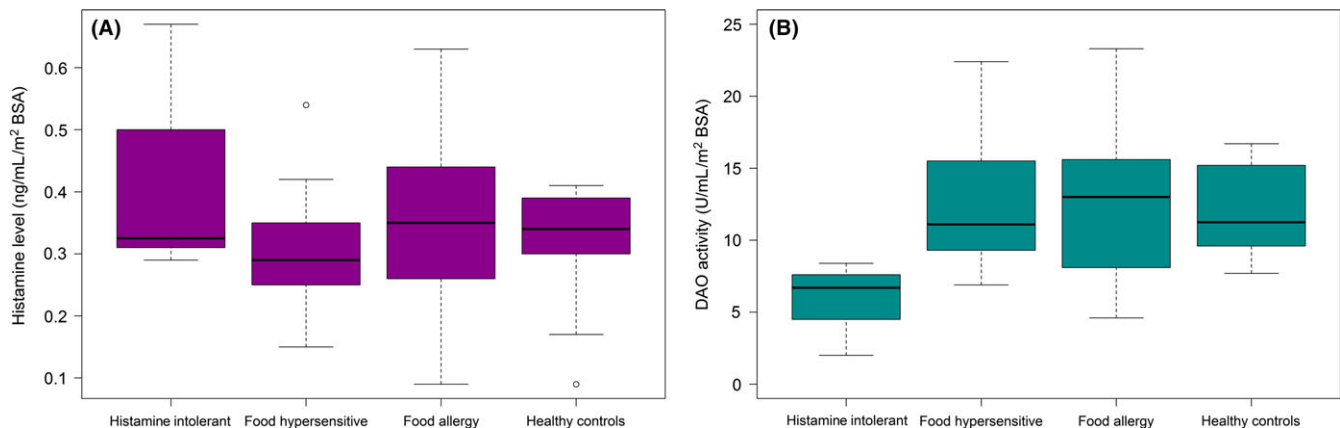 (A)
Histamine level (ng/mL/m² BSA)
0.6
0.5
0.4
0.3
0.2
0.1
Histamine intolerant Food hypersensitive Food allergy Healthy controls
(B)
DAO activity (U/mL/m² BSA)
25
20
15
10
5
0
Histamine intolerant Food hypersensitive Food allergy Healthy controls